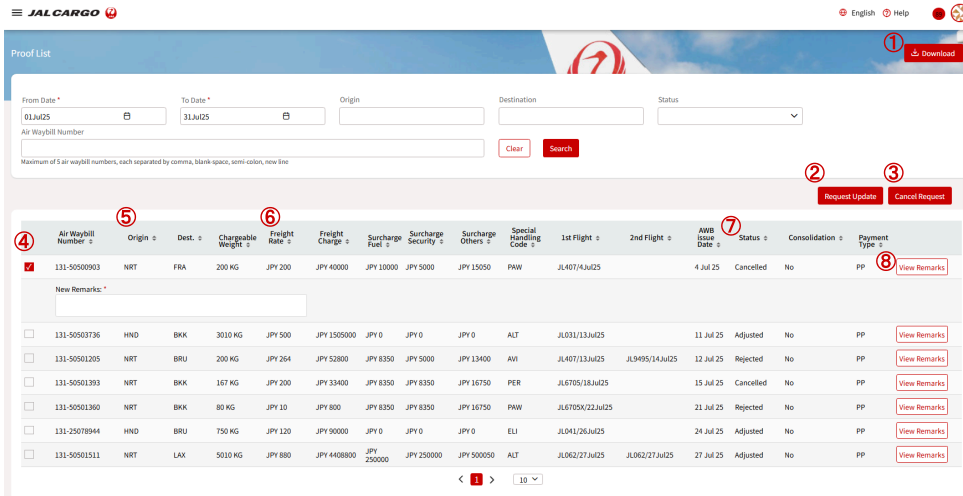 JAL CARGO
English Help
① Download
Proof List
From Date * To Date * Origin Destination Status
01Jul25 31Jul25
Air Waybill Number
Clear Search
Maximum of 5 air waybill numbers, each separated by comma, blank-space, semi-colon, new line
② ③
Request Update Cancel Request
④ Air Waybill Number ⑤ Origin Dest. Chargeable Weight ⑥ Freight Rate Freight Charge Surcharge Fuel Surcharge Security Surcharge Others Special Handling Code 1st Flight 2nd Flight AWB Issue Date ⑦ Status Consolidation Payment Type
131-50500903 NRT FRA 200 KG JPY 200 JPY 40000 JPY 10000 JPY 5000 JPY 15050 PAW JL407/4Jul25 4 Jul 25 Cancelled No PP ⑧ View Remarks
New Remarks: *
131-50503736 HND BKK 3010 KG JPY 500 JPY 1505000 JPY 0 JPY 0 JPY 0 ALT JL031/13Jul25 11 Jul 25 Adjusted No PP View Remarks
131-50501205 NRT BRU 200 KG JPY 264 JPY 52800 JPY 8350 JPY 5000 JPY 13400 AVI JL407/13Jul25 JL9495/14Jul25 12 Jul 25 Rejected No PP View Remarks
131-50501393 NRT BKK 167 KG JPY 200 JPY 33400 JPY 8350 JPY 8350 JPY 16750 PER JL6705/18Jul25 15 Jul 25 Cancelled No PP View Remarks
131-50501360 NRT BKK 80 KG JPY 10 JPY 800 JPY 8350 JPY 8350 JPY 16750 PAW JL6705X/22Jul25 21 Jul 25 Rejected No PP View Remarks
131-25078944 HND BRU 750 KG JPY 120 JPY 90000 JPY 0 JPY 0 JPY 0 ELI JL041/26Jul25 24 Jul 25 Adjusted No PP View Remarks
131-50501511 NRT LAX 5010 KG JPY 880 JPY 4408800 JPY 250000 JPY 250000 JPY 500050 ALT JL062/27Jul25 JL062/27Jul25 27 Jul 25 Adjusted No PP View Remarks
< 1 > 10